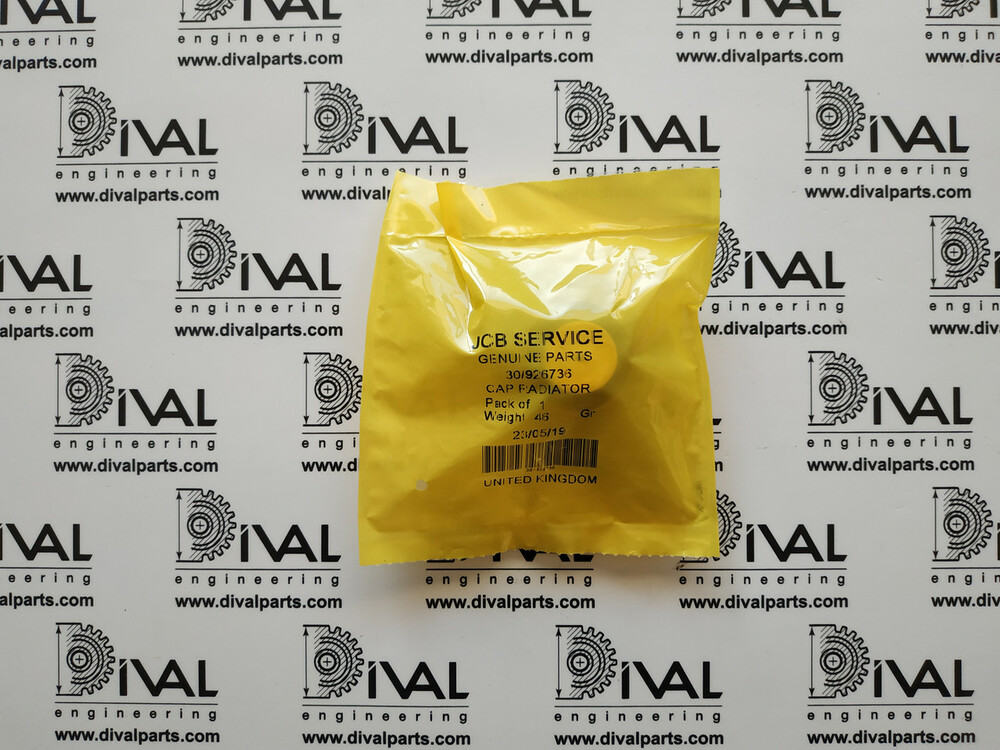 DIVAL
engineering
www.divalparts.com
JCB SERVICE
GENUINE PARTS
30/926736
CAP RADIATOR
Pack of 1
Weight 46 Gr
23/05/19
UNITED KINGDOM